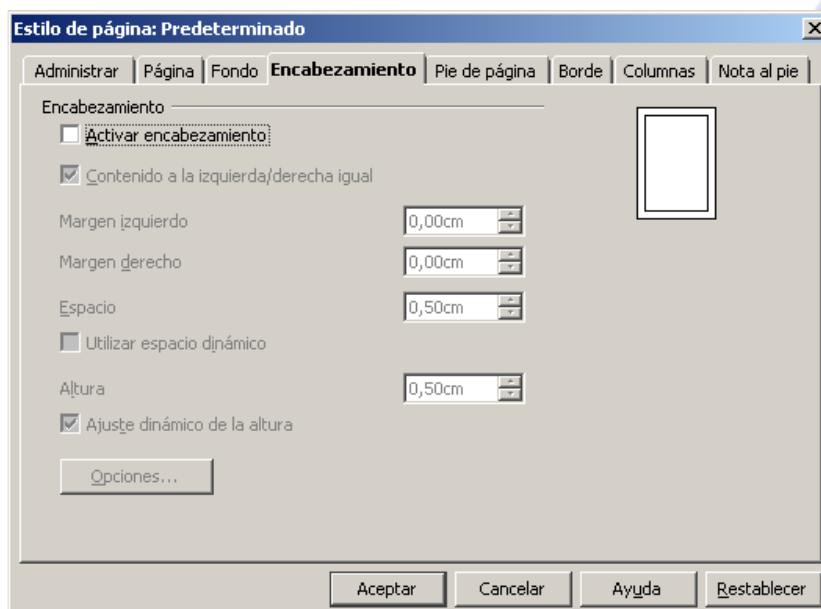 Estilo de página: Predeterminado
Administrar Página Fondo Encabezamiento Pie de página Borde Columnas Nota al pie
Encabezamiento
Activar encabezamiento
Contenido a la izquierda/derecha igual
Margen izquierdo 0,00cm
Margen derecho 0,00cm
Espacio 0,50cm
Utilizar espacio dinámico
Altura 0,50cm
Ajuste dinámico de la altura
Opciones...
Aceptar Cancelar Ayuda Restablecer